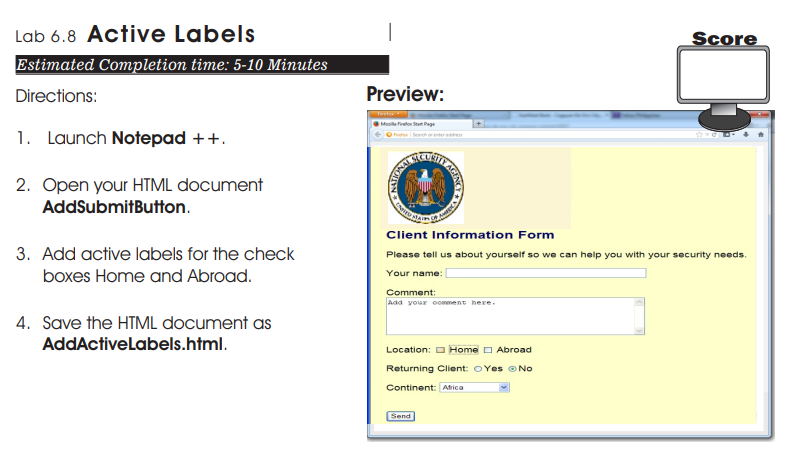 Lab 6.8 Active Labels
Score
Estimated Completion time: 5-10 Minutes
Directions:
1. Launch Notepad ++.
2. Open your HTML document
AddSubmitButton.
3. Add active labels for the check
boxes Home and Abroad.
4. Save the HTML document as
AddActiveLabels.html.
Preview:
Firefox
Mozilla Firefox Start Page
Firefox Search or enter address
NATIONAL SECURITY AGENCY
UNITED STATES OF AMERICA
Client Information Form
Please tell us about yourself so we can help you with your security needs.
Your name:
Comment:
Add your comment here.
Location: Home Abroad
Returning Client: Yes No
Continent: Africa
Send